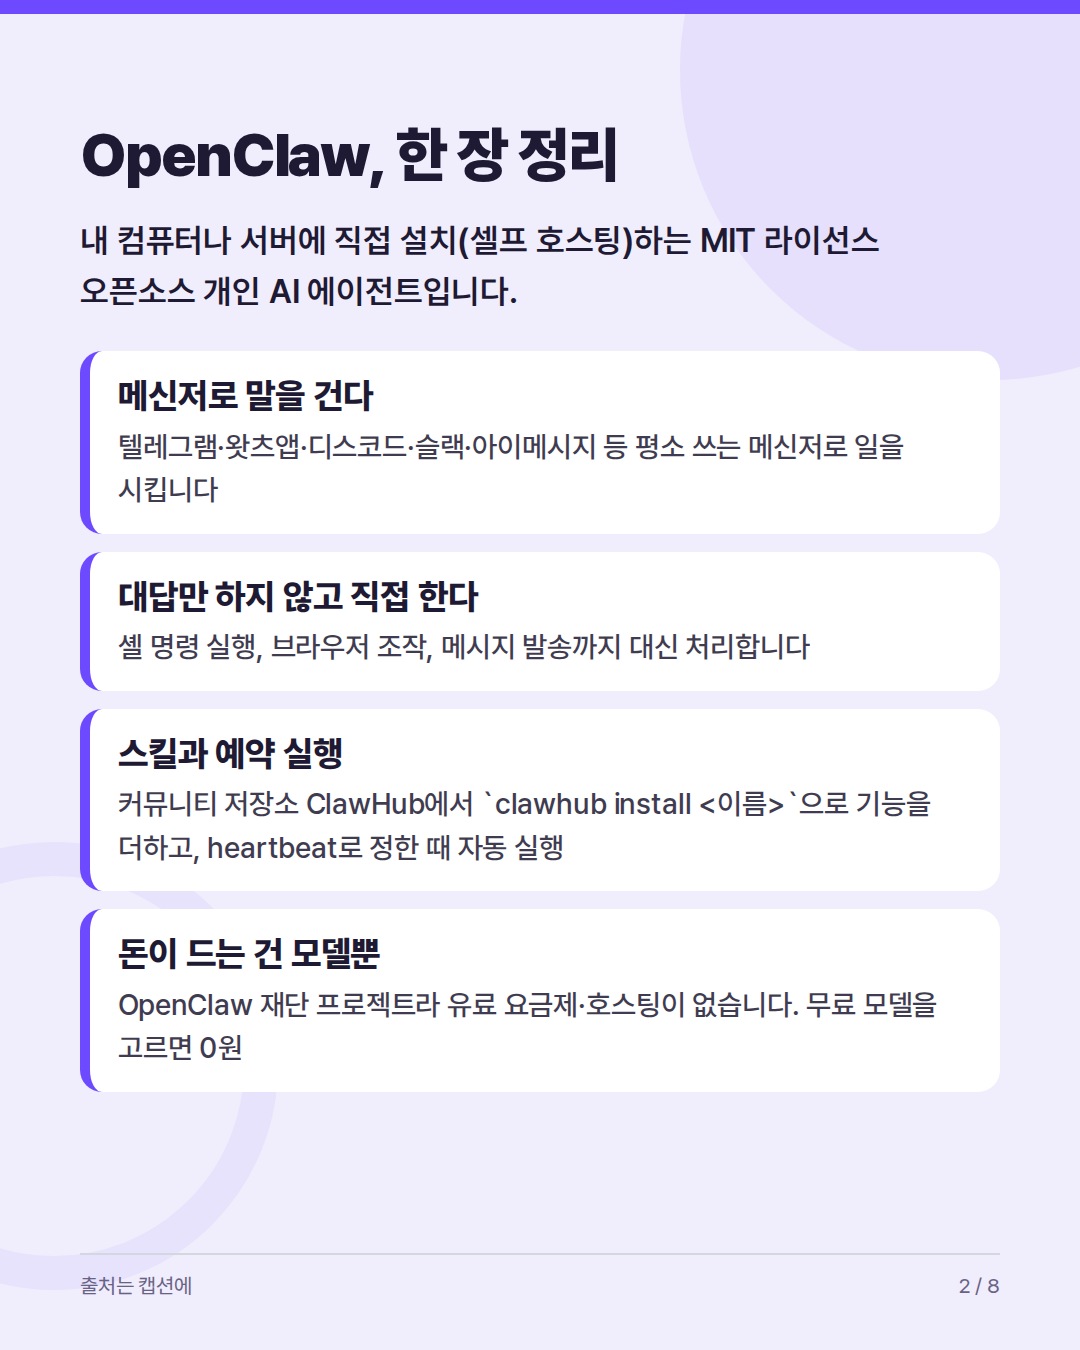 OpenClaw, 한 장 정리
내 컴퓨터나 서버에 직접 설치(셀프 호스팅)하는 MIT 라이선스
오픈소스 개인 AI 에이전트입니다.
메신저로 말을 건다
텔레그램·왓츠앱·디스코드·슬랙·아이메시지 등 평소 쓰는 메신저로 일을
시킵니다
대답만 하지 않고 직접 한다
셸 명령 실행, 브라우저 조작, 메시지 발송까지 대신 처리합니다
스킬과 예약 실행
커뮤니티 저장소 ClawHub에서 `clawhub install <이름>`으로 기능을
더하고, heartbeat로 정한 때 자동 실행
돈이 드는 건 모델뿐
OpenClaw 재단 프로젝트라 유료 요금제·호스팅이 없습니다. 무료 모델을
고르면 0원
출처는 캡션에
2 / 8